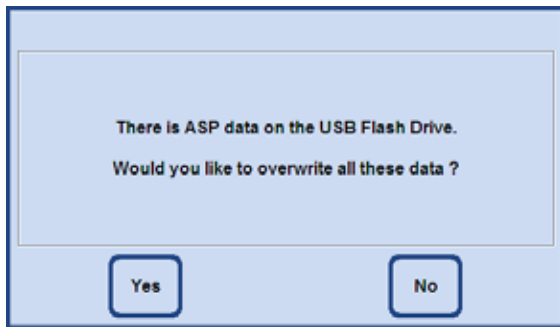 There is ASP data on the USB Flash Drive.
Would you like to overwrite all these data ?
Yes
No